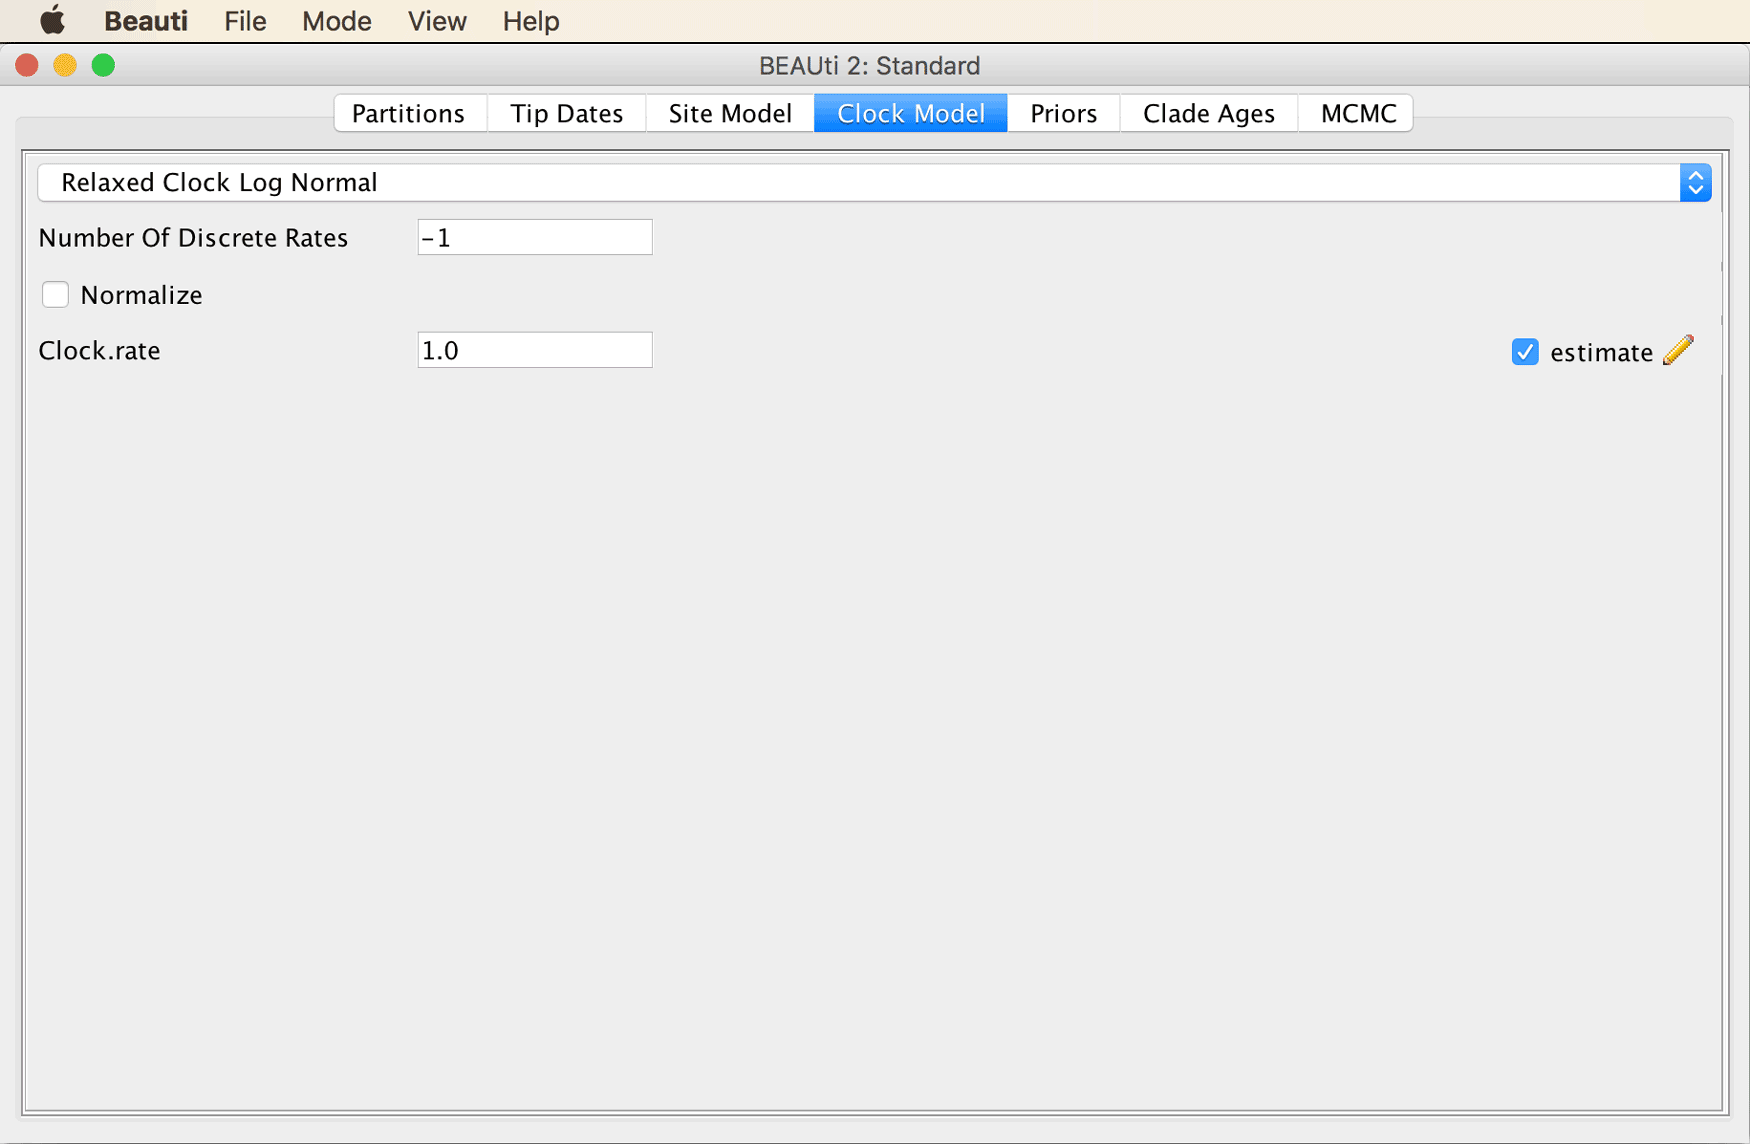 Beauti File Mode View Help
BEAUti 2: Standard
Partitions Tip Dates Site Model Clock Model Priors Clade Ages MCMC
Relaxed Clock Log Normal
Number Of Discrete Rates -1
Normalize
Clock.rate 1.0 estimate